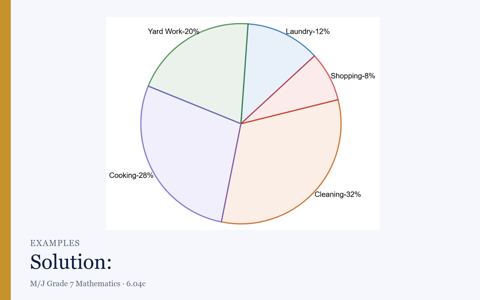 Yard Work-20%
Laundry-12%
Shopping-8%
Cooking-28%
Cleaning-32%
EXAMPLES
Solution:
M/J Grade 7 Mathematics · 6.04c